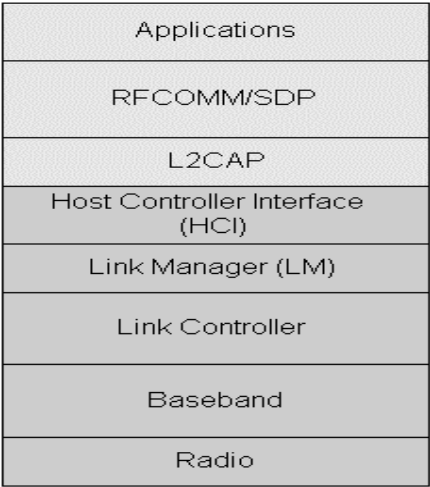 Applications
RFCOMM/SDP
L2CAP
Host Controller Interface
(HCI)
Link Manager (LM)
Link Controller
Baseband
Radio